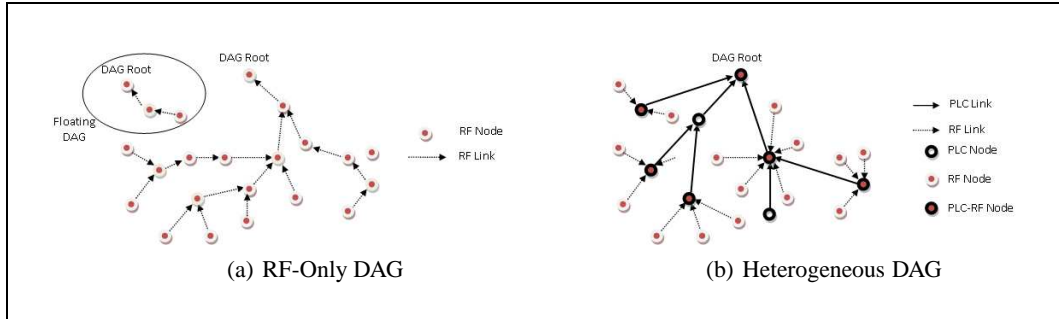 DAG Root
DAG Root
Floating
DAG
RF Node
RF Link
(a) RF-Only DAG
DAG Root
PLC Link
RF Link
PLC Node
RF Node
PLC-RF Node
(b) Heterogeneous DAG